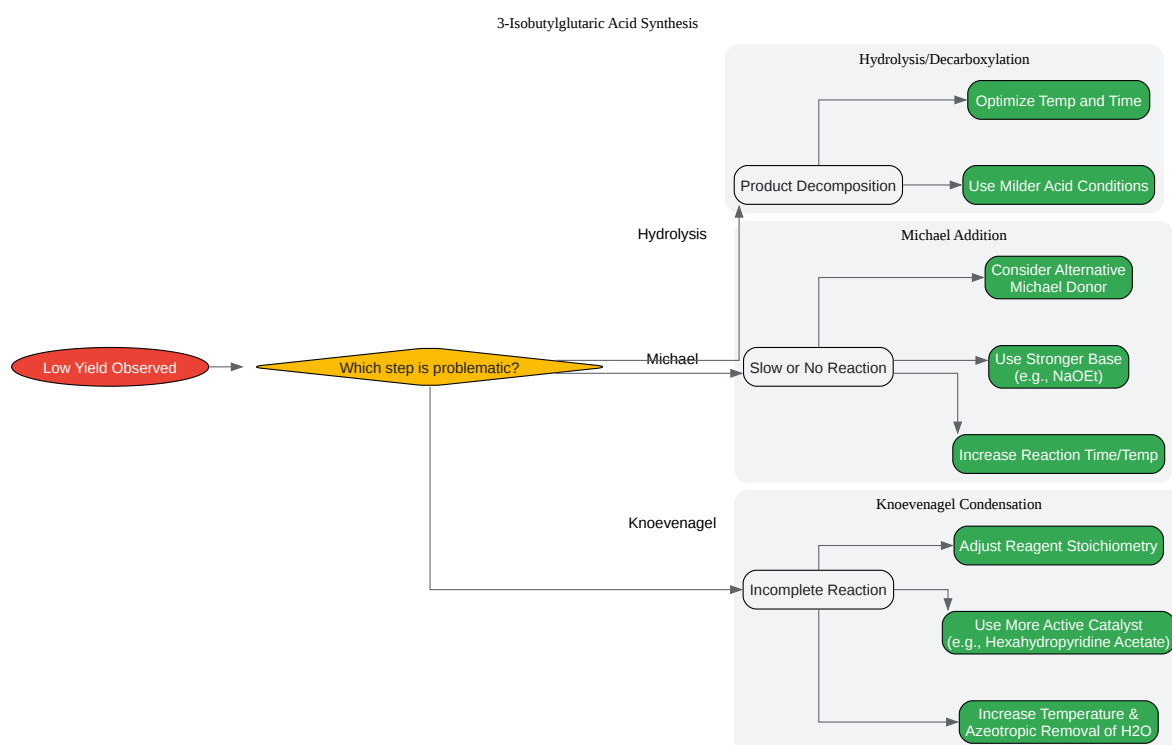 3-Isobutylglutaric Acid Synthesis
Hydrolysis/Decarboxylation
Optimize Temp and Time
Product Decomposition
Use Milder Acid Conditions
Hydrolysis
Michael Addition
Consider Alternative
Michael Donor
Low Yield Observed
Which step is problematic?
Michael
Slow or No Reaction
Use Stronger Base
(e.g., NaOEt)
Increase Reaction Time/Temp
Knoevenagel
Knoevenagel Condensation
Adjust Reagent Stoichiometry
Incomplete Reaction
Use More Active Catalyst
(e.g., Hexahydropyridine Acetate)
Increase Temperature &
Azeotropic Removal of H2O